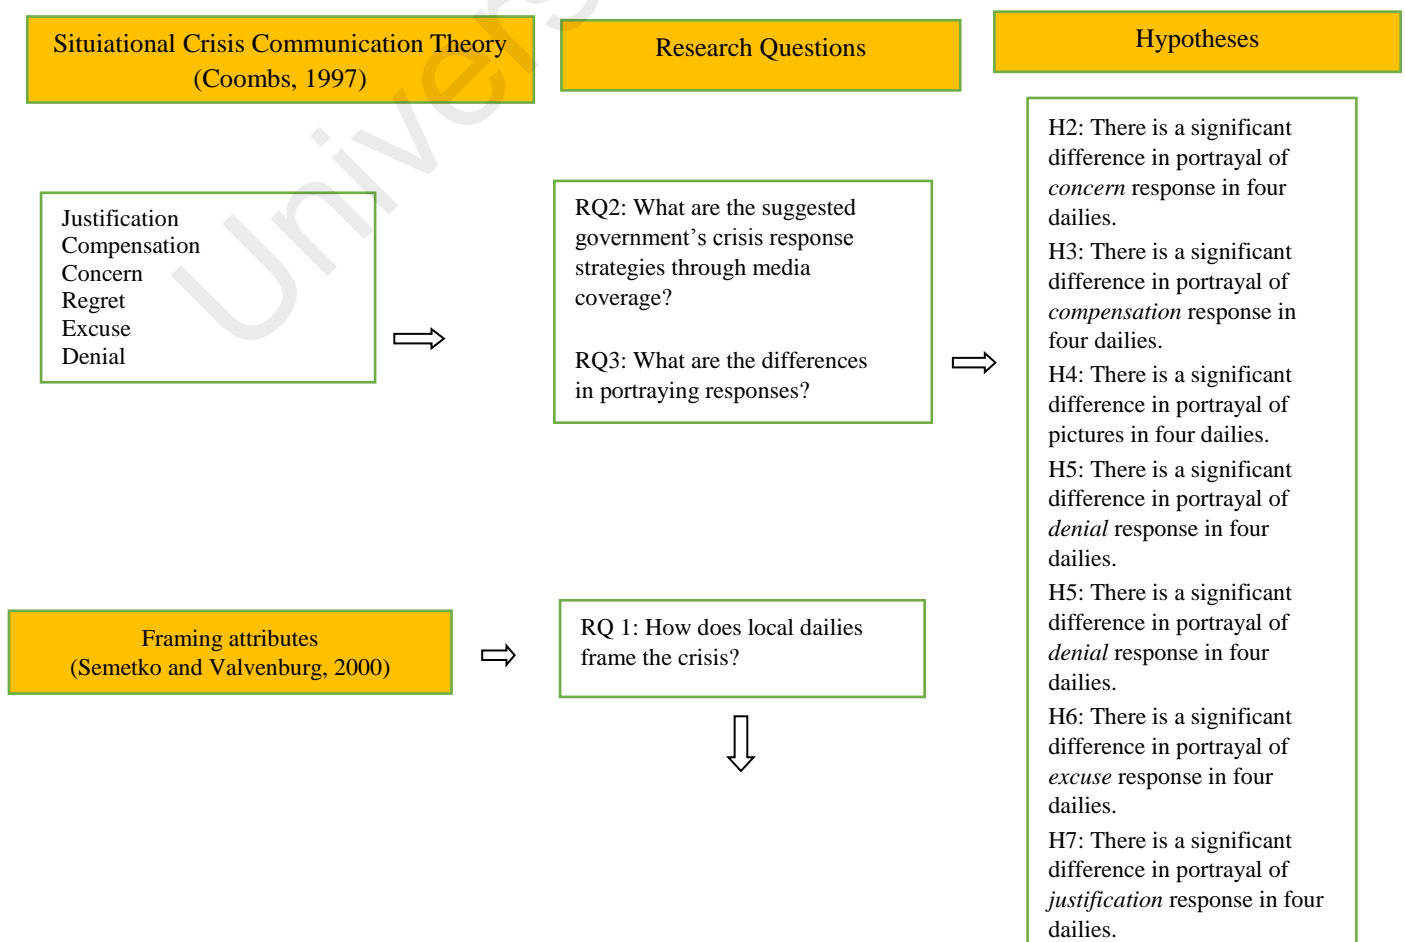 Situiational Crisis Communication Theory
(Coombs, 1997)
Research Questions
Hypotheses
Justification
Compensation
Concern
Regret
Excuse
Denial
RQ2: What are the suggested
government's crisis response
strategies through media
coverage?
RQ3: What are the differences
in portraying responses?
H2: There is a significant
difference in portrayal of
concern response in four
dailies.
H3: There is a significant
difference in portrayal of
compensation response in
four dailies.
H4: There is a significant
difference in portrayal of
pictures in four dailies.
H5: There is a significant
difference in portrayal of
denial response in four
dailies.
H5: There is a significant
difference in portrayal of
denial response in four
dailies.
H6: There is a significant
difference in portrayal of
excuse response in four
dailies.
H7: There is a significant
difference in portrayal of
justification response in four
dailies.
Framing attributes
(Semetko and Valvenburg, 2000)
RQ 1: How does local dailies
frame the crisis?
Univers